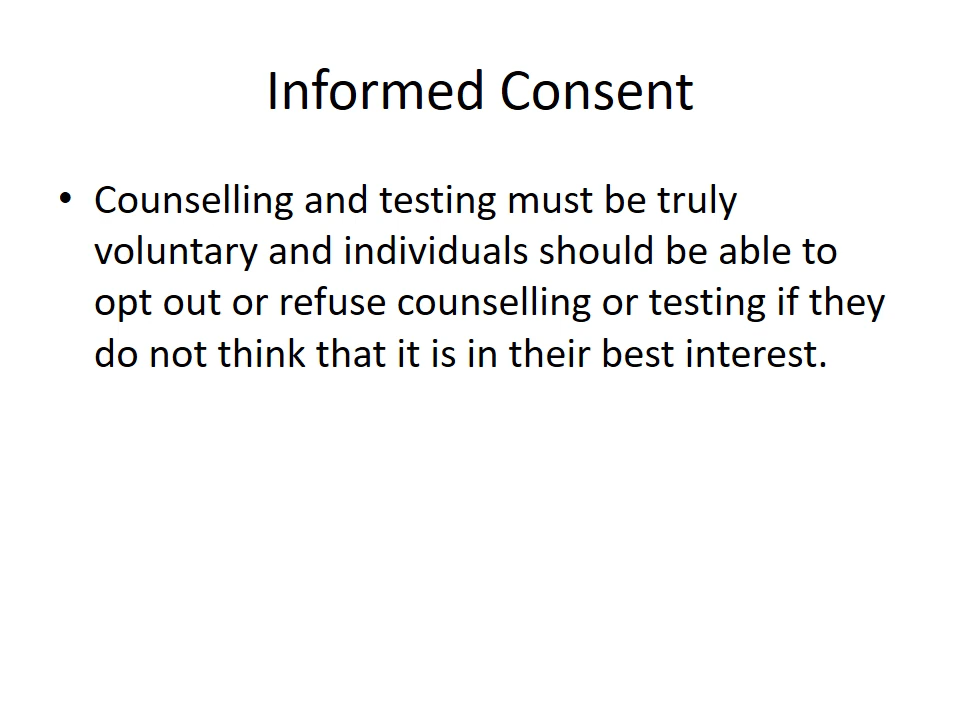 Informed Consent
• Counselling and testing must be truly
voluntary and individuals should be able to
opt out or refuse counselling or testing if they
do not think that it is in their best interest.